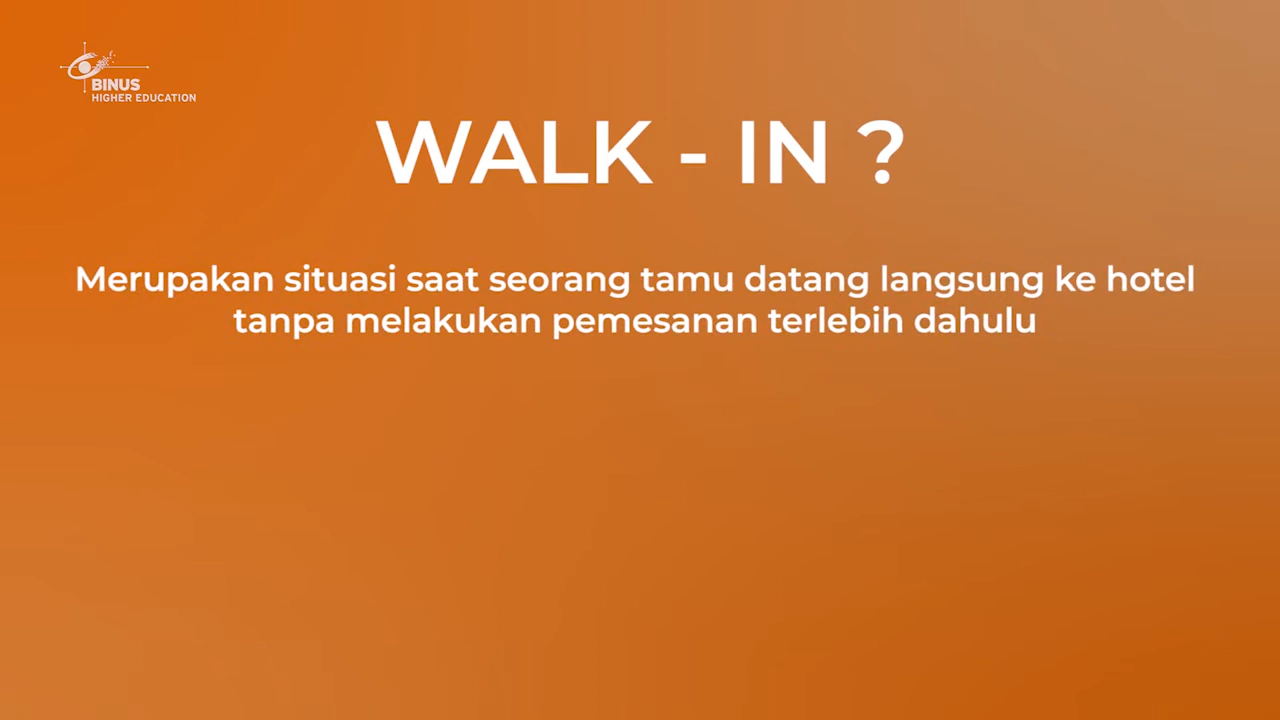 BINUS
HIGHER EDUCATION
WALK - IN ?
Merupakan situasi saat seorang tamu datang langsung ke hotel
tanpa melakukan pemesanan terlebih dahulu